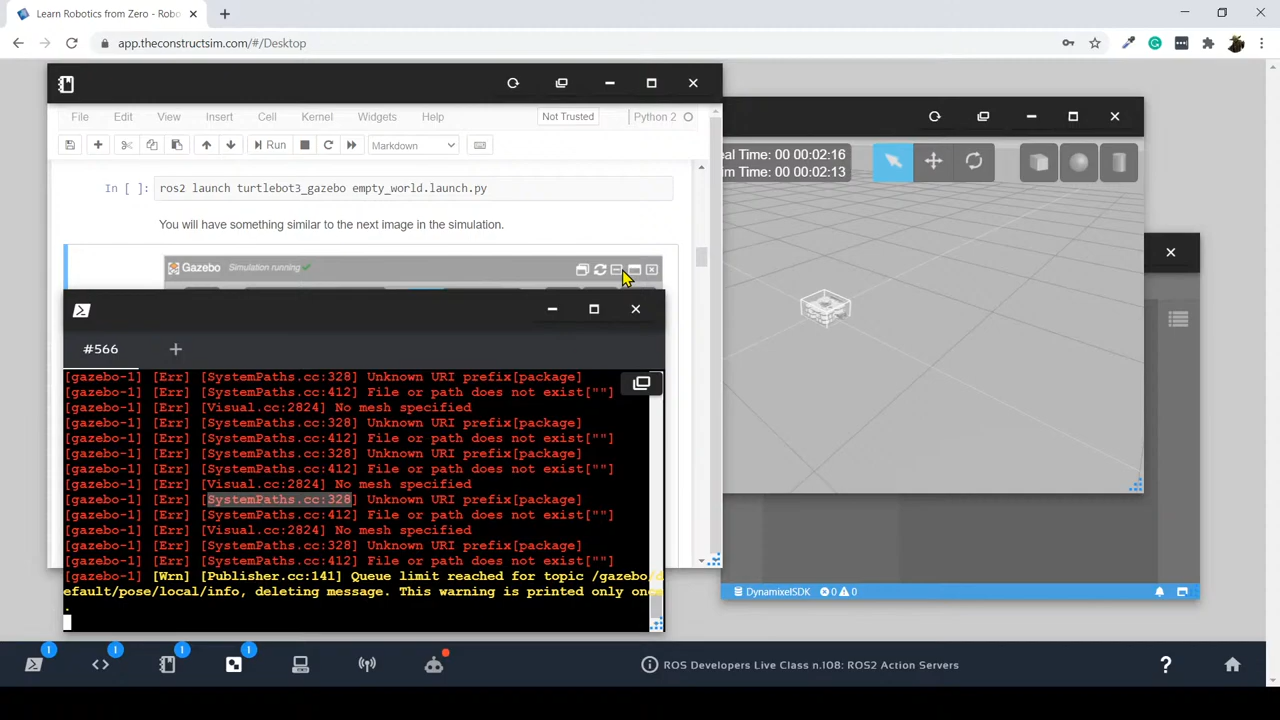 Learn Robotics from Zero - Robo
app.theconstructsim.com/#/Desktop
File Edit View Insert Cell Kernel Widgets Help
Not Trusted
Python 2
Run
Markdown
In [ ]: ros2 launch turtlebot3_gazebo empty_world.launch.py
You will have something similar to the next image in the simulation.
Gazebo Simulation running
eal Time: 00 00:02:16
im Time: 00 00:02:13
#566
[gazebo-1] [Err] [SystemPaths.cc:328] Unknown URI prefix[package]
[gazebo-1] [Err] [SystemPaths.cc:412] File or path does not exist[""]
[gazebo-1] [Err] [Visual.cc:2824] No mesh specified
[gazebo-1] [Err] [SystemPaths.cc:328] Unknown URI prefix[package]
[gazebo-1] [Err] [SystemPaths.cc:412] File or path does not exist[""]
[gazebo-1] [Err] [SystemPaths.cc:328] Unknown URI prefix[package]
[gazebo-1] [Err] [SystemPaths.cc:412] File or path does not exist[""]
[gazebo-1] [Err] [Visual.cc:2824] No mesh specified
[gazebo-1] [Err] [SystemPaths.cc:328] Unknown URI prefix[package]
[gazebo-1] [Err] [SystemPaths.cc:412] File or path does not exist[""]
[gazebo-1] [Err] [Visual.cc:2824] No mesh specified
[gazebo-1] [Err] [SystemPaths.cc:328] Unknown URI prefix[package]
[gazebo-1] [Err] [SystemPaths.cc:412] File or path does not exist[""]
[gazebo-1] [Wrn] [Publisher.cc:141] Queue limit reached for topic /gazebo/d
efault/pose/local/info, deleting message. This warning is printed only once
.
DynamixelSDK 0 0
1 1 1 1
ROS Developers Live Class n.108: ROS2 Action Servers
?